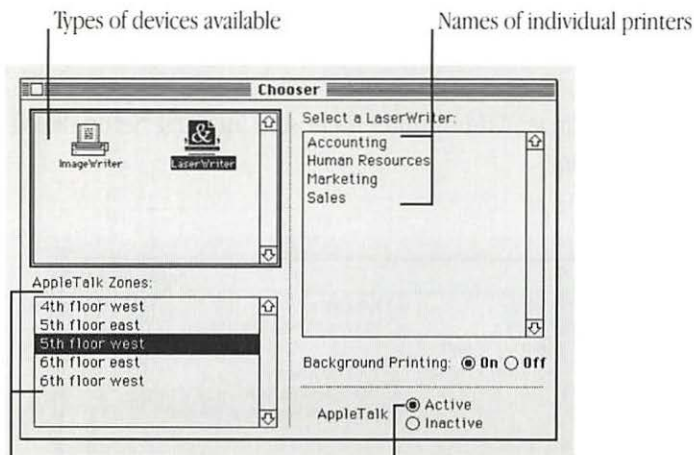 Types of devices available
Names of individual printers
Chooser
ImageWriter
LaserWriter
Select a LaserWriter:
Accounting
Human Resources
Marketing
Sales
AppleTalk Zones:
4th floor west
5th floor east
5th floor west
6th floor east
6th floor west
Background Printing: On Off
AppleTalk Active
Inactive